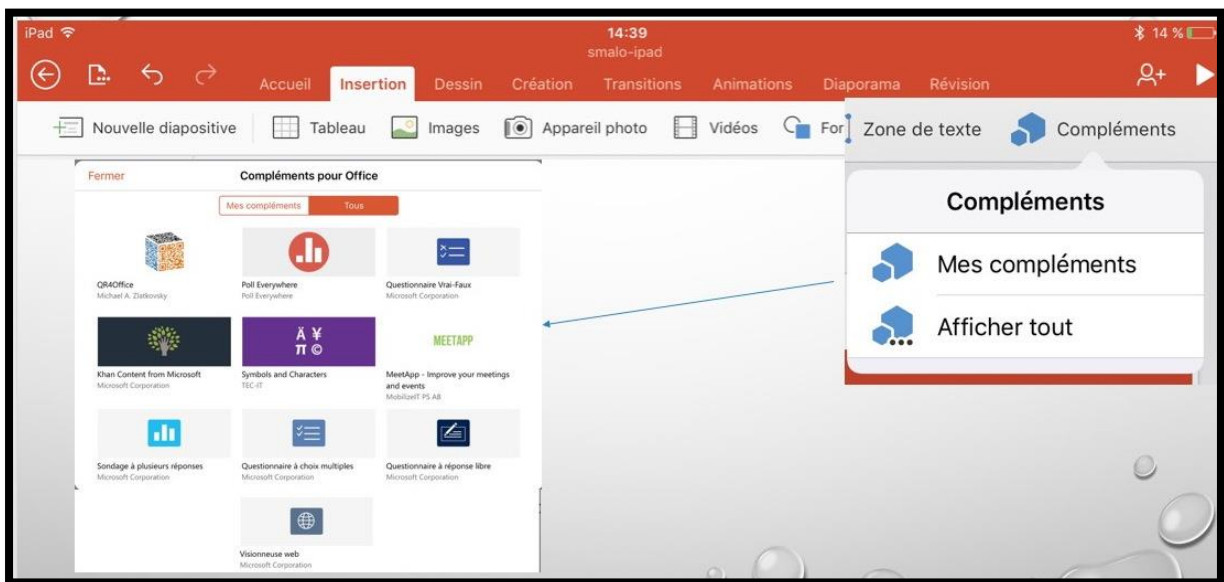 iPad
14:39
14 %
smalo-ipad
Accueil Insertion Dessin Création Transitions Animations Diaporama Révision
Nouvelle diapositive Tableau Images Appareil photo Vidéos For Zone de texte Compléments
Fermer Compléments pour Office
Mes compléments Tous
QR4Office Poll Everywhere Questionnaire Vrai-Faux
Michael A. Zlatkovsky Poll Everywhere Microsoft Corporation
Ä ¥
π ©
MEETAPP
Khan Content from Microsoft Symbols and Characters MeetApp - Improve your meetings
Microsoft Corporation TEC-IT and events
MobilizeIT PS AB
Sondage à plusieurs réponses Questionnaire à choix multiples Questionnaire à réponse libre
Microsoft Corporation Microsoft Corporation Microsoft Corporation
Visionneuse web
Microsoft Corporation
Compléments
Mes compléments
Afficher tout